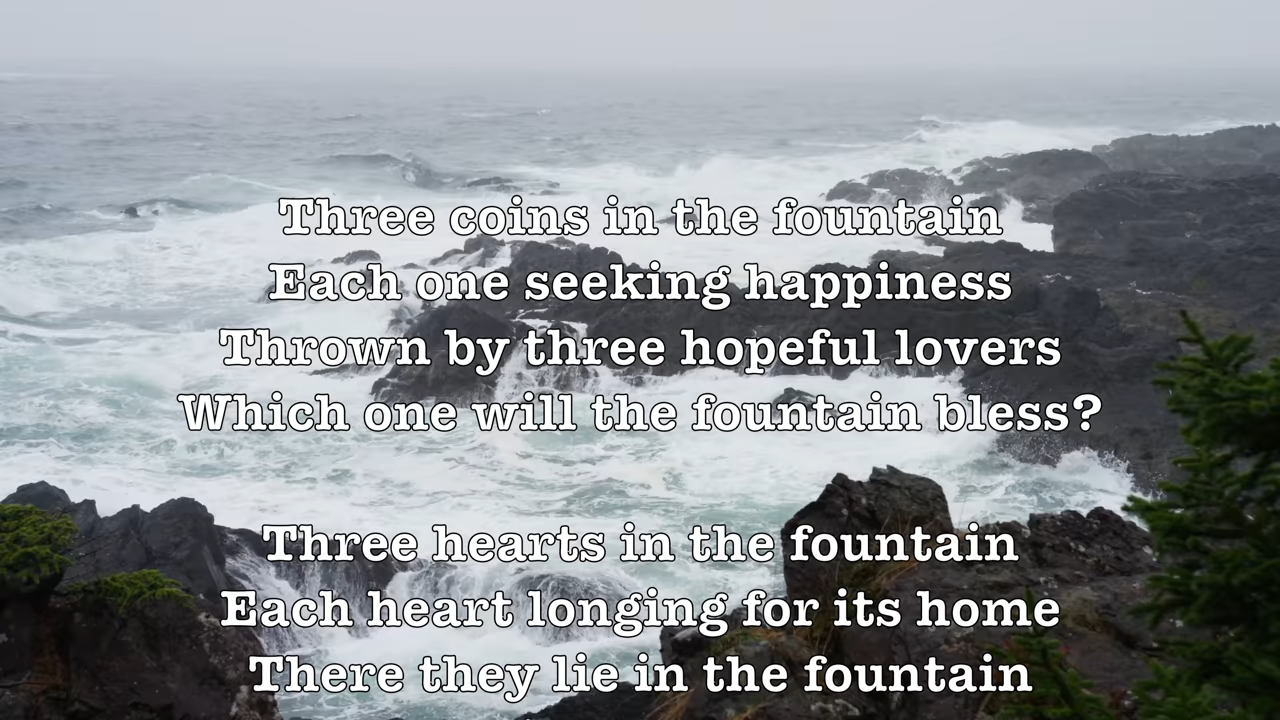 Three coins in the fountain
Each one seeking happiness
Thrown by three hopeful lovers
Which one will the fountain bless?
Three hearts in the fountain
Each heart longing for its home
There they lie in the fountain